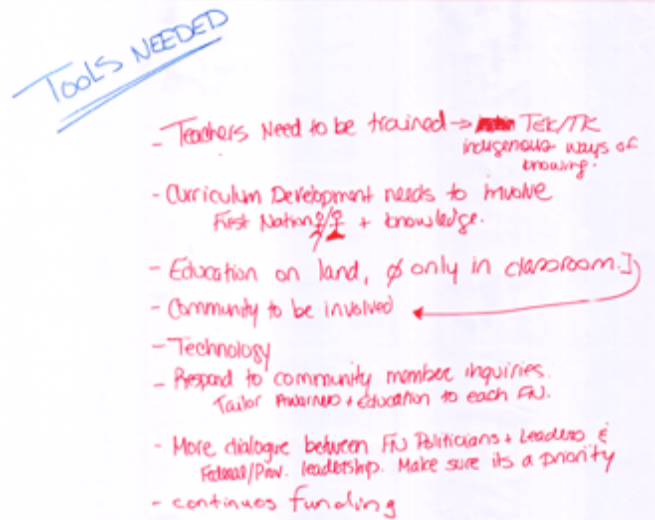 TOOLS NEEDED
- Teachers Need to be trained → TEK/TK
indigenous ways of
knowing.
- Curriculum Development needs to involve
First Nation + knowledge.
- Education on land, ∅ only in classroom.]
- Community to be involved
- Technology
- Respond to community member inquiries.
Tailor Awareness + education to each FN.
- More dialogue between FN Politicians + Leaders &
Federal/Prov. leadership. Make sure its a priority
- continues funding